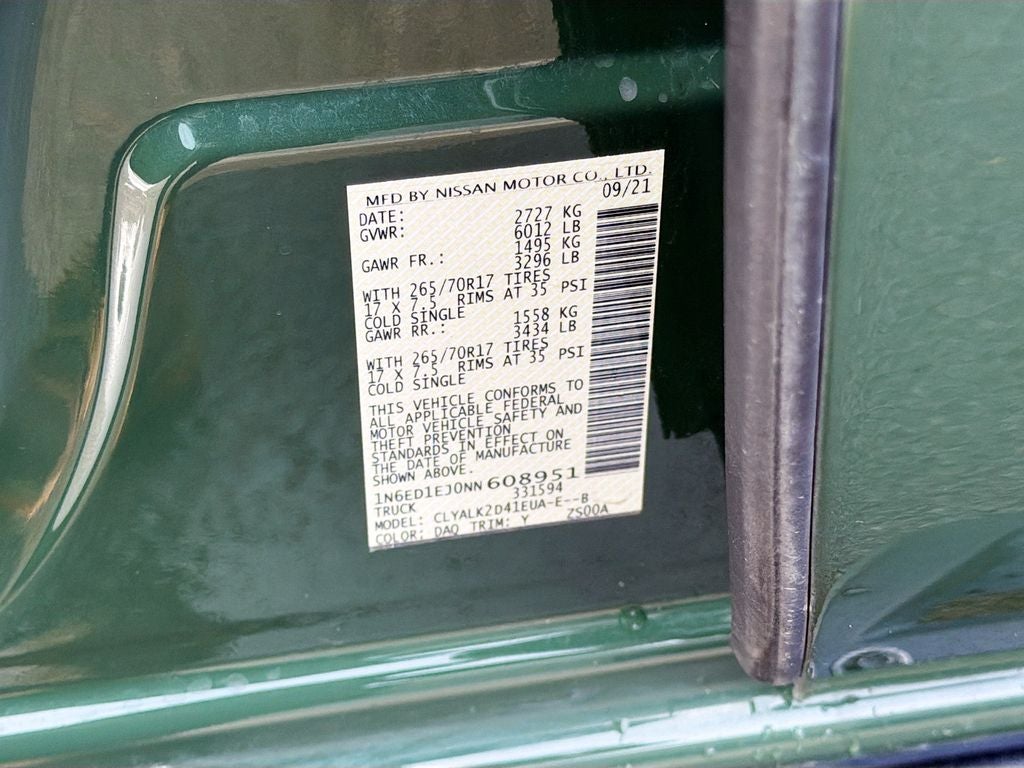 MFD BY NISSAN MOTOR CO., LTD.
DATE: 09/21
GVWR: 2727 KG
6012 LB
GAWR FR.: 1495 KG
3296 LB
WITH 265/70R17 TIRES
17 X 7.5 RIMS AT 35 PSI
COLD SINGLE
GAWR RR.: 1558 KG
3434 LB
WITH 265/70R17 TIRES
17 X 7.5 RIMS AT 35 PSI
COLD SINGLE
THIS VEHICLE CONFORMS TO
ALL APPLICABLE FEDERAL
MOTOR VEHICLE SAFETY AND
THEFT PREVENTION
STANDARDS IN EFFECT ON
THE DATE OF MANUFACTURE
SHOWN ABOVE.
1N6ED1EJ0NN608951
TRUCK 331594
MODEL: CLYALK2D41EUA-E--B
COLOR: DAQ TRIM: Y ZS00A